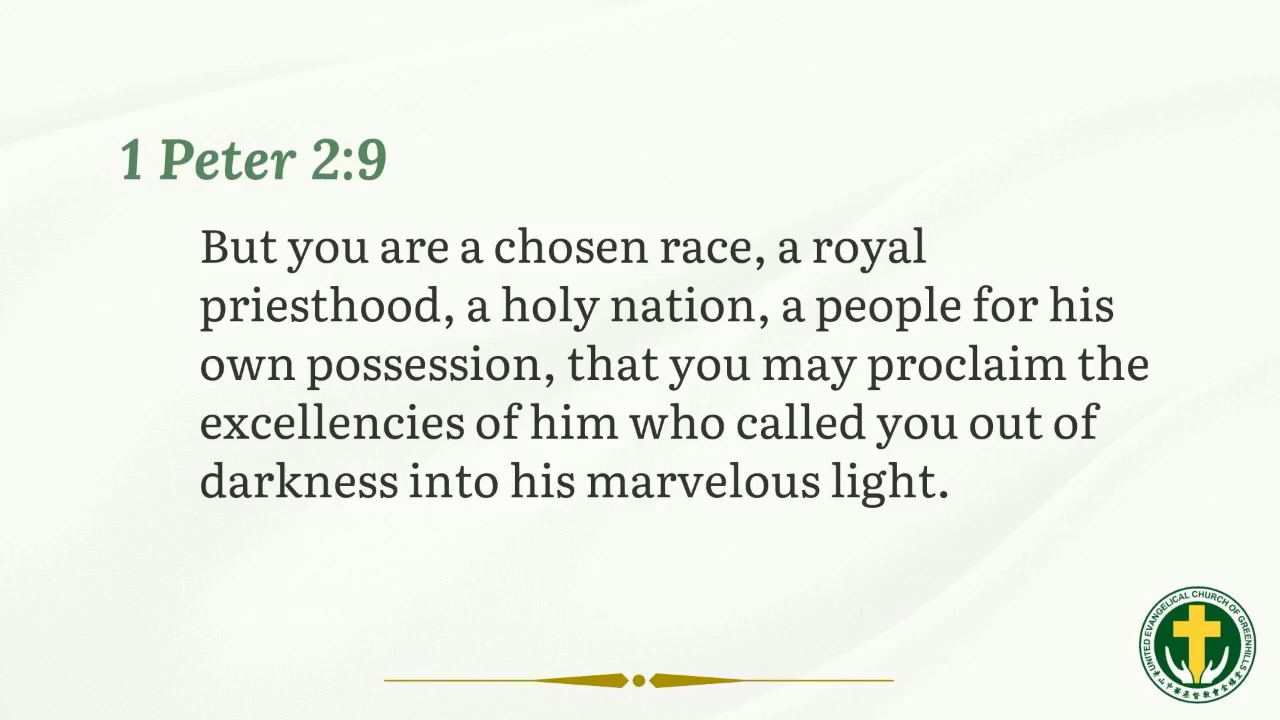 1 Peter 2:9
But you are a chosen race, a royal
priesthood, a holy nation, a people for his
own possession, that you may proclaim the
excellencies of him who called you out of
darkness into his marvelous light.
UNITED EVANGELICAL CHURCH OF GREENHILLS